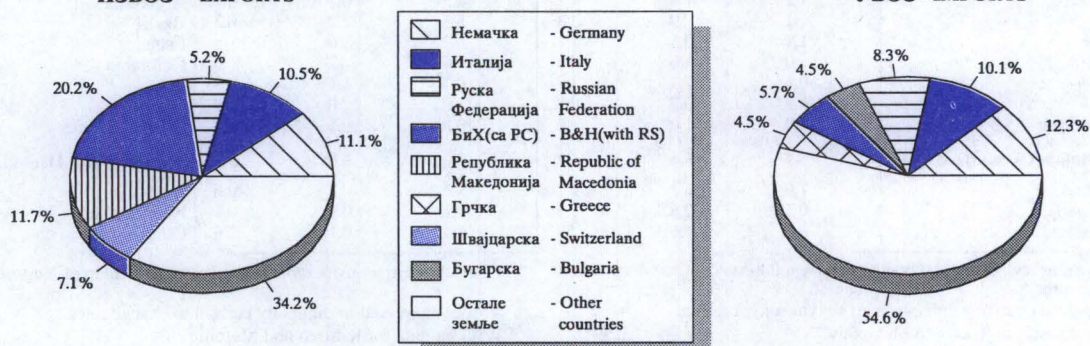 5.2%
10.5%
20.2%
11.1%
11.7%
7.1%
34.2%
Немачка - Germany
Италија - Italy
Руска - Russian
Федерација Federation
БиХ(са РС) - B&H(with RS)
Република - Republic of
Македонија Macedonia
Грчка - Greece
Швајцарска - Switzerland
Бугарска - Bulgaria
Остале - Other
земље countries
8.3%
4.5%
10.1%
5.7%
4.5%
12.3%
54.6%